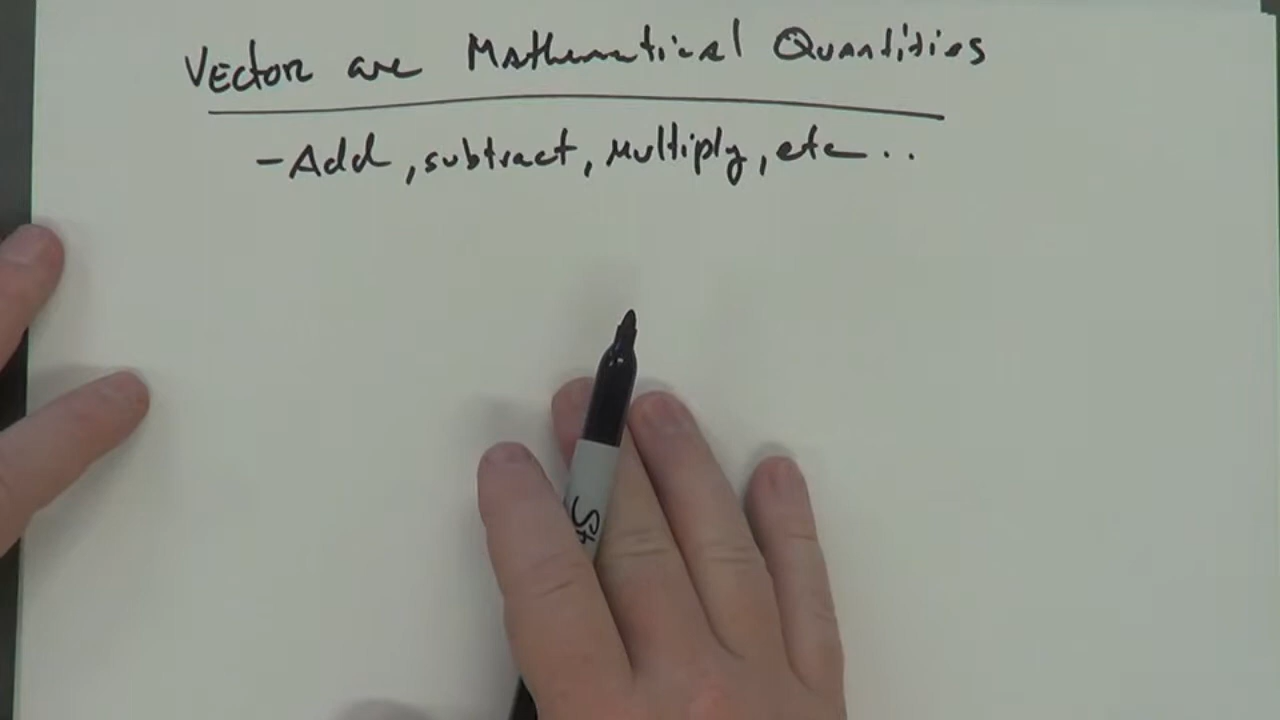 Vector are Mathematical Quantities
- Add, subtract, Multiply, etc...